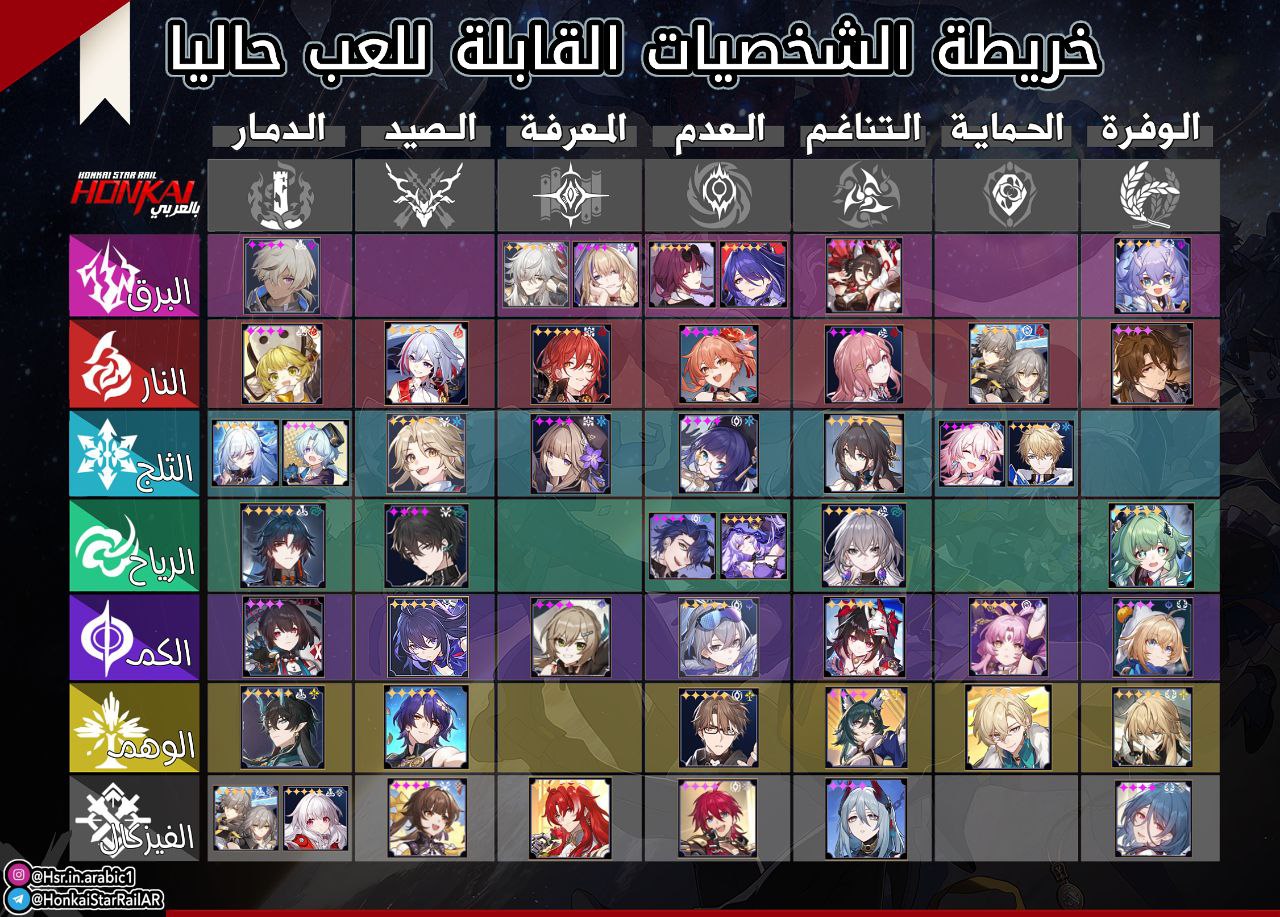 خريطة الشخصيات القابلة للعب حاليا
الوفرة الحماية التناغم العدم المعرفة الصيد الدمار
HONKAI STAR RAIL
HONKAI
بالعربي
البرق
النار
الثلج
الرياح
الكم
الوهم
الفيزكال
@Hsr.in.arabic1
@HonkaiStarRailAR